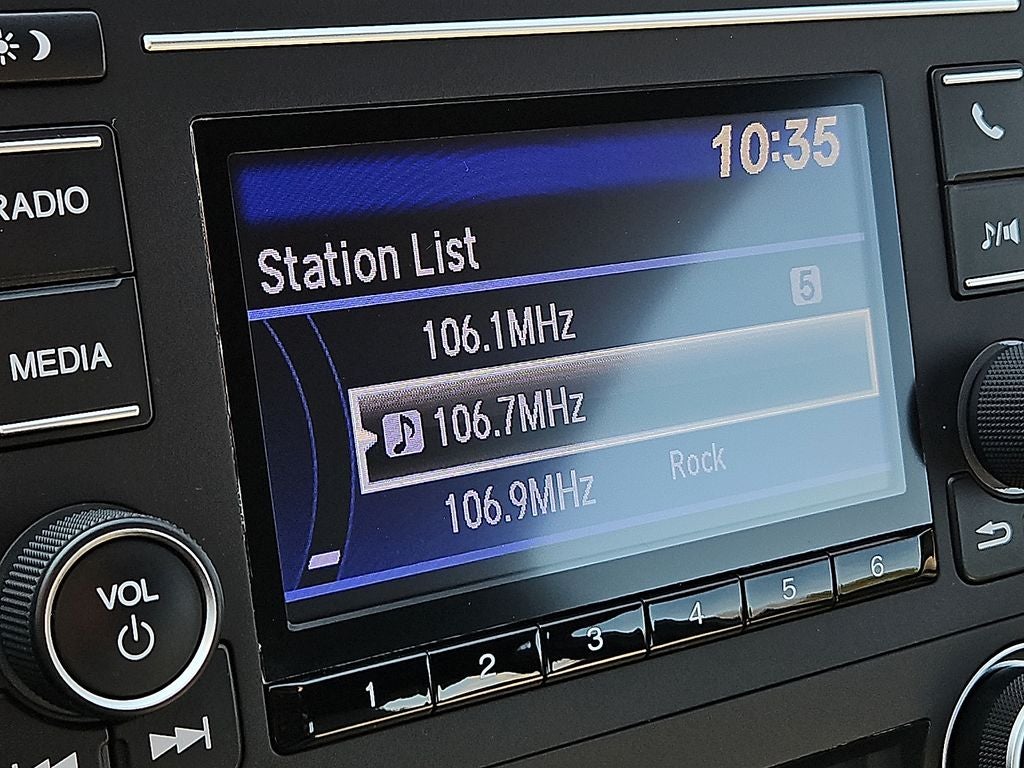 10:35
Station List
106.1MHz 5
106.7MHz
106.9MHz Rock
RADIO
MEDIA
VOL
1 2 3 4 5 6